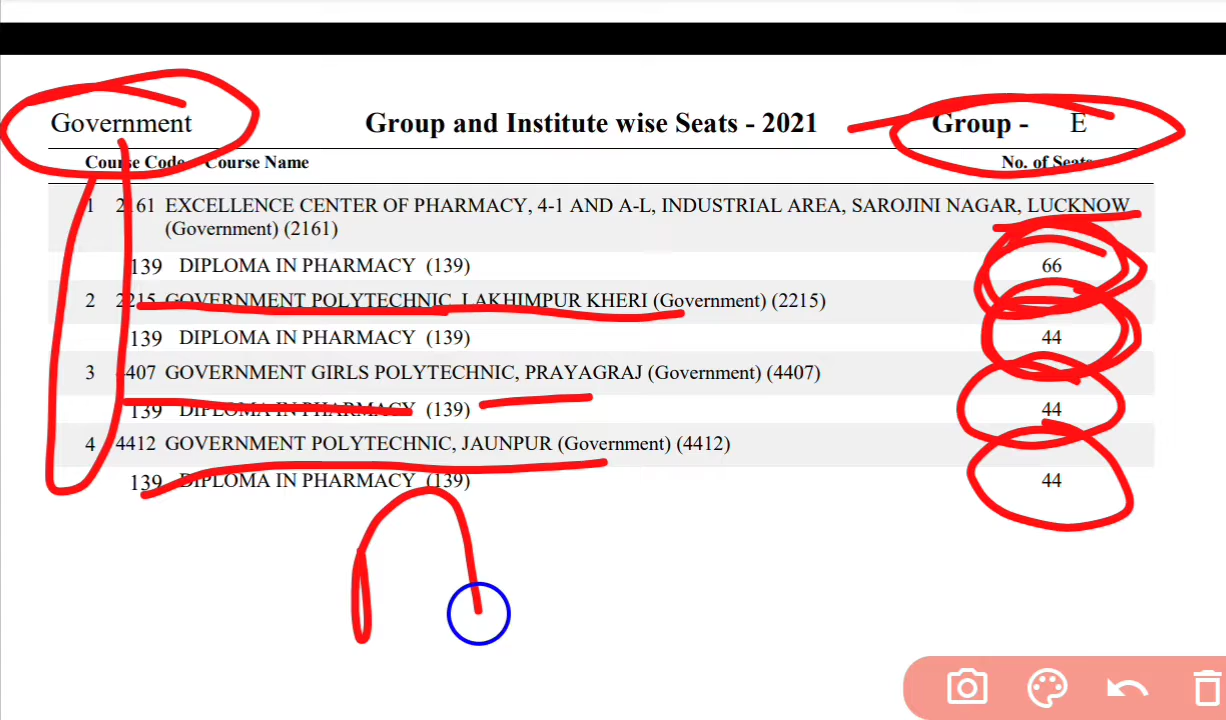 Government Group and Institute wise Seats - 2021 Group - E
Course Code Course Name No. of Seats
1 2161 EXCELLENCE CENTER OF PHARMACY, 4-1 AND A-L, INDUSTRIAL AREA, SAROJINI NAGAR, LUCKNOW
(Government) (2161)
139 DIPLOMA IN PHARMACY (139) 66
2 2215 GOVERNMENT POLYTECHNIC, LAKHIMPUR KHERI (Government) (2215)
139 DIPLOMA IN PHARMACY (139) 44
3 4407 GOVERNMENT GIRLS POLYTECHNIC, PRAYAGRAJ (Government) (4407)
139 DIPLOMA IN PHARMACY (139) 44
4 4412 GOVERNMENT POLYTECHNIC, JAUNPUR (Government) (4412)
139 DIPLOMA IN PHARMACY (139) 44